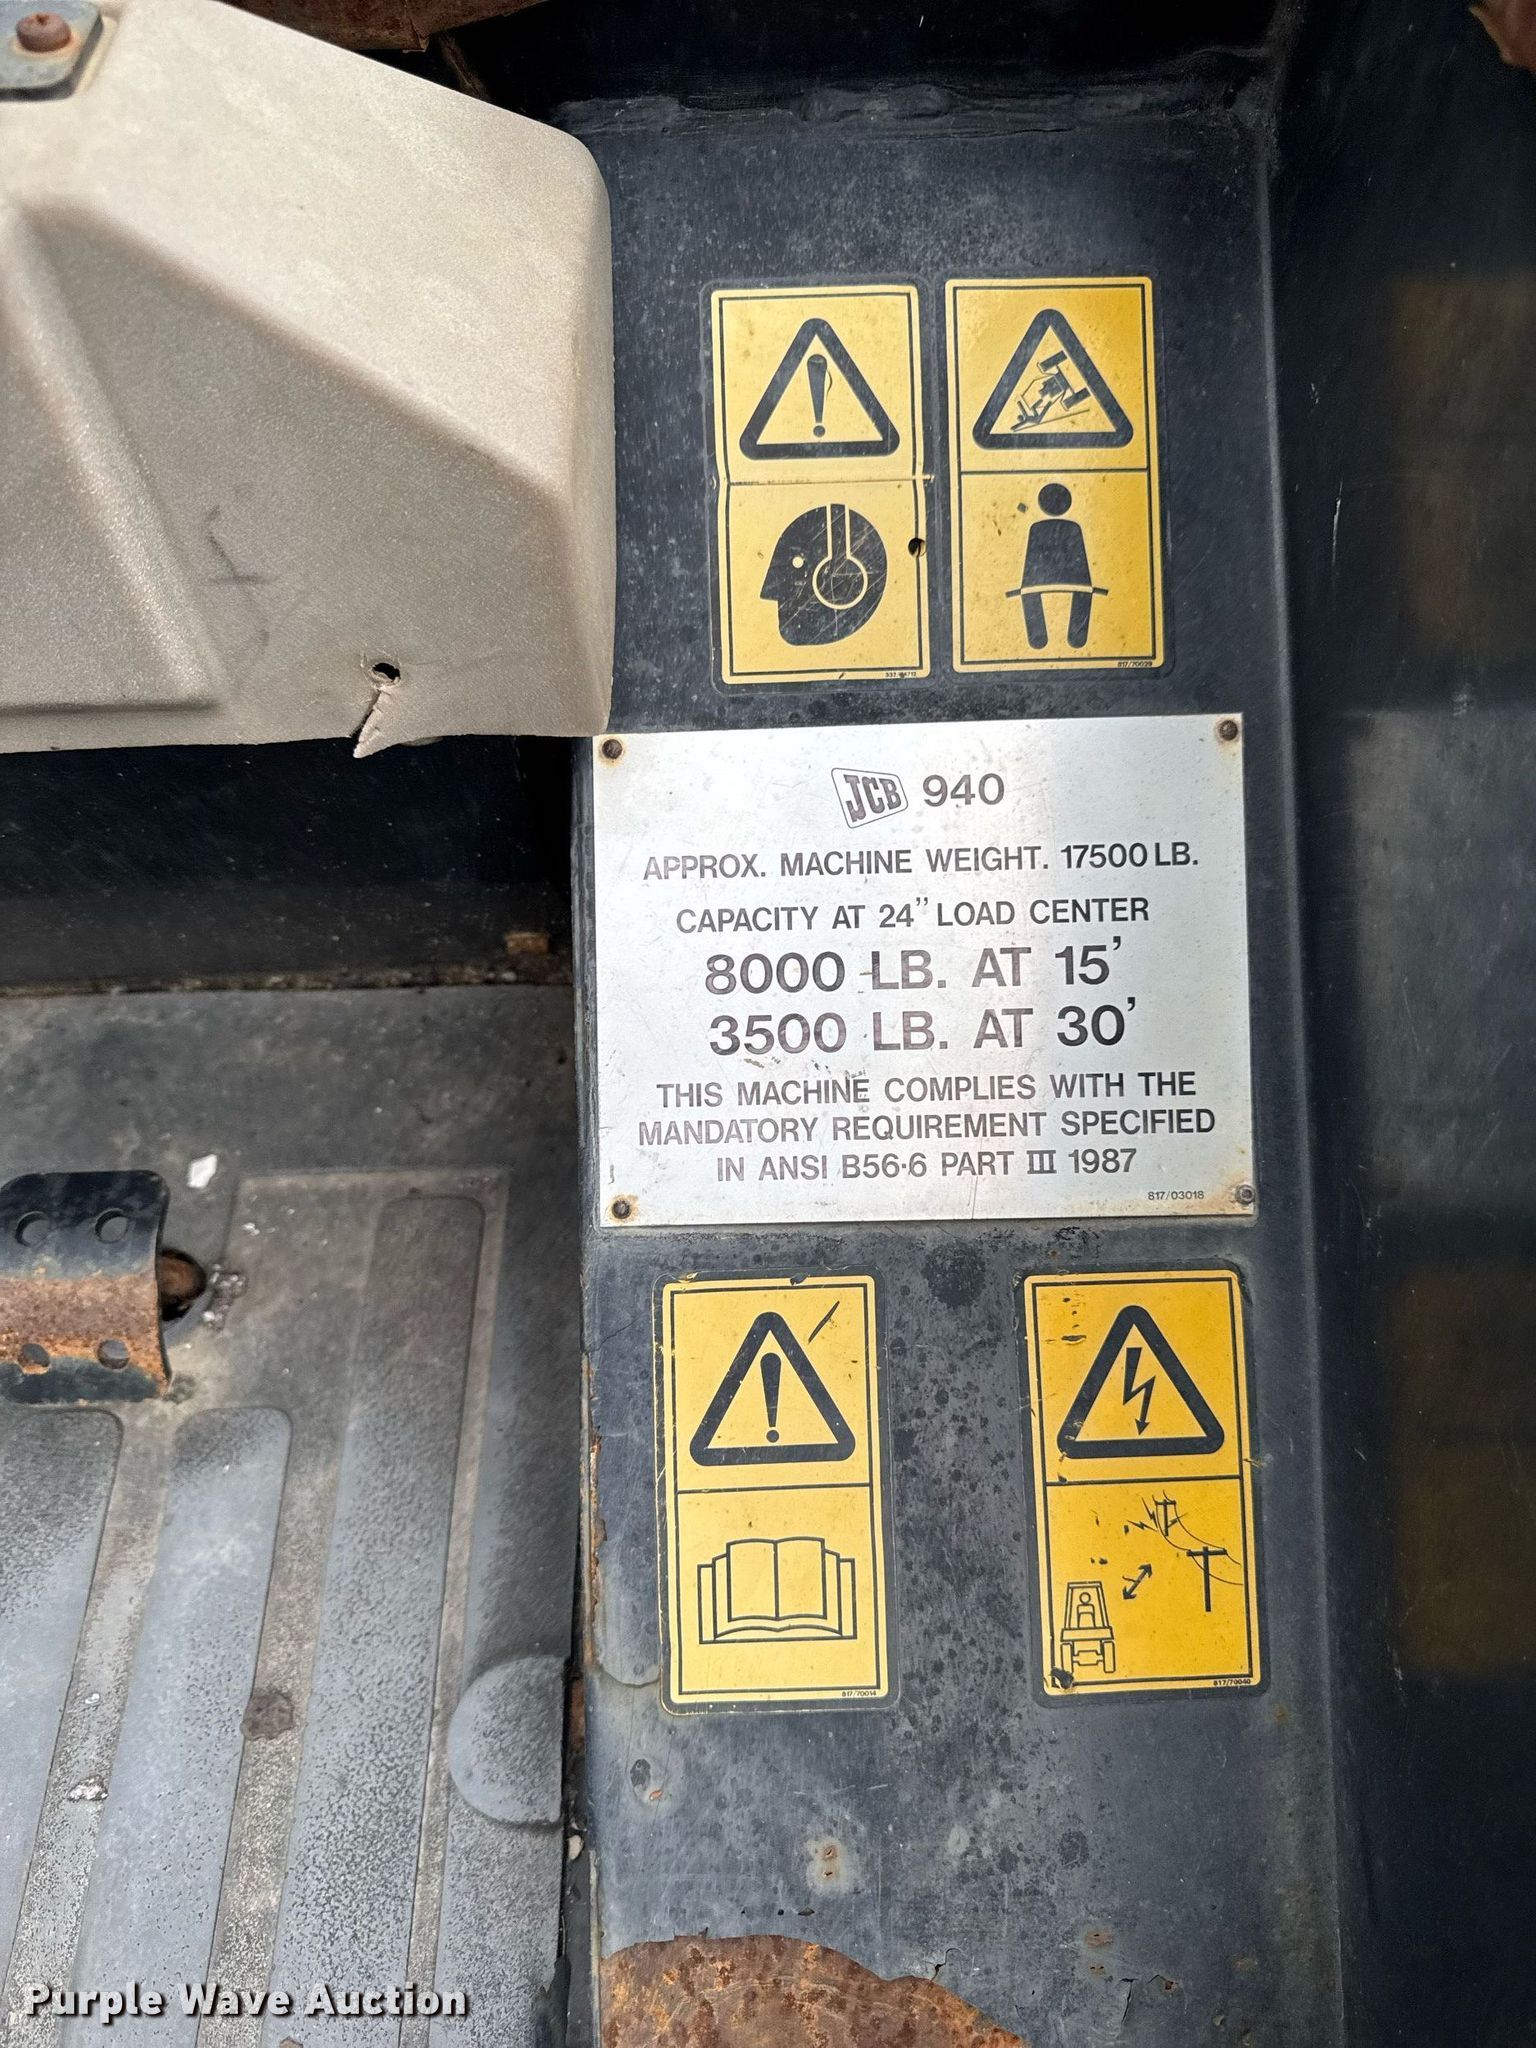 817/70029
JCB 940
APPROX. MACHINE WEIGHT. 17500 LB.
CAPACITY AT 24" LOAD CENTER
8000 LB. AT 15'
3500 LB. AT 30'
THIS MACHINE COMPLIES WITH THE
MANDATORY REQUIREMENT SPECIFIED
IN ANSI B56·6 PART III 1987
817/03018
817/70014
817/70040
Purple Wave Auction